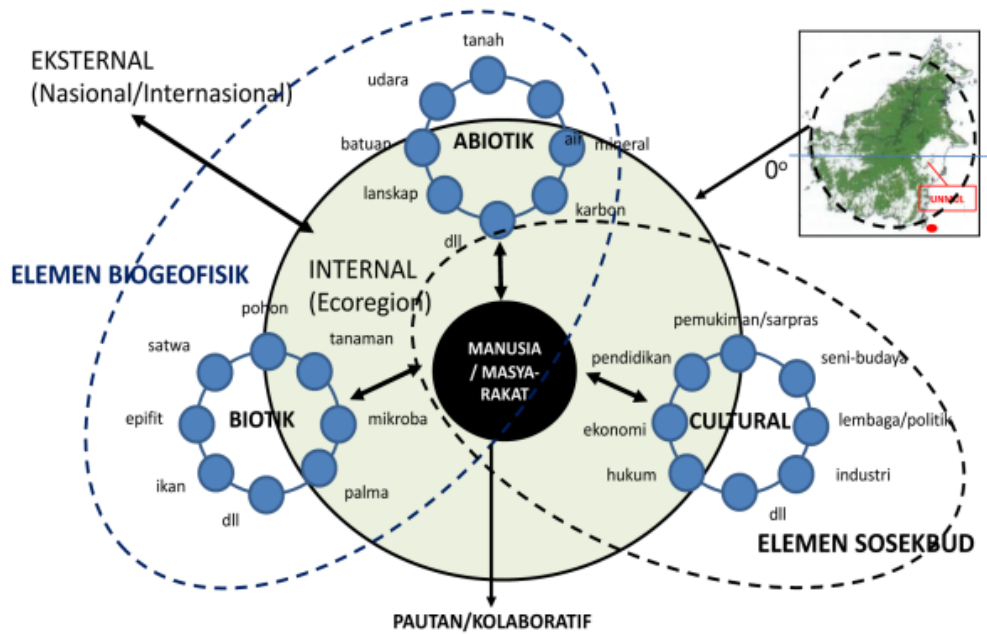 EKSTERNAL
(Nasional/Internasional)
tanah
udara
batuan
ABIOTIK
air
mineral
lanskap
karbon
dll
0°
UNMUL
ELEMEN BIOGEOFISIK
INTERNAL
(Ecoregion)
pohon
satwa
tanaman
epifit
BIOTIK
mikroba
ikan
palma
dll
MANUSIA
/ MASYA-
RAKAT
pemukiman/sarpras
pendidikan
seni-budaya
ekonomi
CULTURAL
lembaga/politik
hukum
industri
dll
ELEMEN SOSEKBUD
PAUTAN/KOLABORATIF